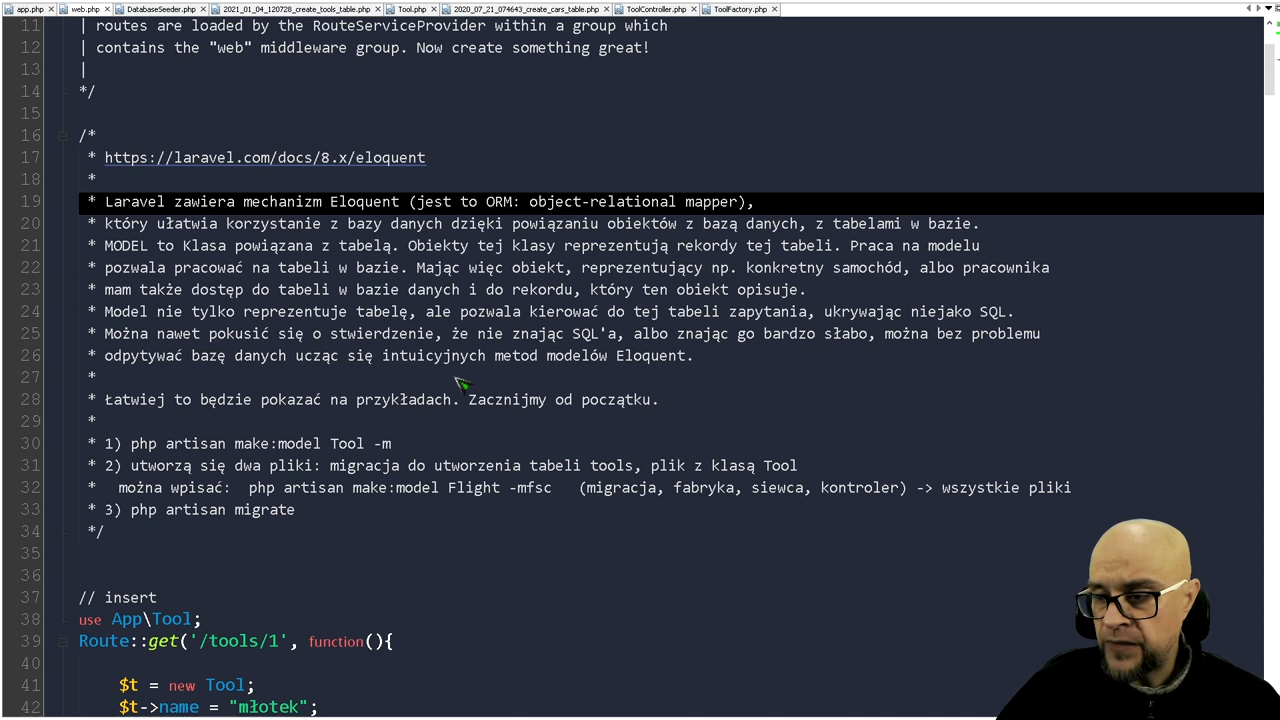 app.php web.php DatabaseSeeder.php 2021_01_04_120728_create_tools_table.php Tool.php 2020_07_21_074643_create_cars_table.php ToolController.php ToolFactory.php
11 | routes are loaded by the RouteServiceProvider within a group which
12 | contains the "web" middleware group. Now create something great!
13 |
14 */
15
16 /*
17 * https://laravel.com/docs/8.x/eloquent
18 *
19 * Laravel zawiera mechanizm Eloquent (jest to ORM: object-relational mapper),
20 * który ułatwia korzystanie z bazy danych dzięki powiązaniu obiektów z bazą danych, z tabelami w bazie.
21 * MODEL to Klasa powiązana z tabelą. Obiekty tej klasy reprezentują rekordy tej tabeli. Praca na modelu
22 * pozwala pracować na tabeli w bazie. Mając więc obiekt, reprezentujący np. konkretny samochód, albo pracownika
23 * mam także dostęp do tabeli w bazie danych i do rekordu, który ten obiekt opisuje.
24 * Model nie tylko reprezentuje tabelę, ale pozwala kierować do tej tabeli zapytania, ukrywając niejako SQL.
25 * Można nawet pokusić się o stwierdzenie, że nie znając SQL'a, albo znając go bardzo słabo, można bez problemu
26 * odpytywać bazę danych ucząc się intuicyjnych metod modelów Eloquent.
27 *
28 * Łatwiej to będzie pokazać na przykładach. Zacznijmy od początku.
29 *
30 * 1) php artisan make:model Tool -m
31 * 2) utworzą się dwa pliki: migracja do utworzenia tabeli tools, plik z klasą Tool
32 * można wpisać: php artisan make:model Flight -mfsc (migracja, fabryka, siewca, kontroler) -> wszystkie pliki
33 * 3) php artisan migrate
34 */
35
36
37 // insert
38 use App\Tool;
39 Route::get('/tools/1', function(){
40
41 $t = new Tool;
42 $t->name = "młotek";